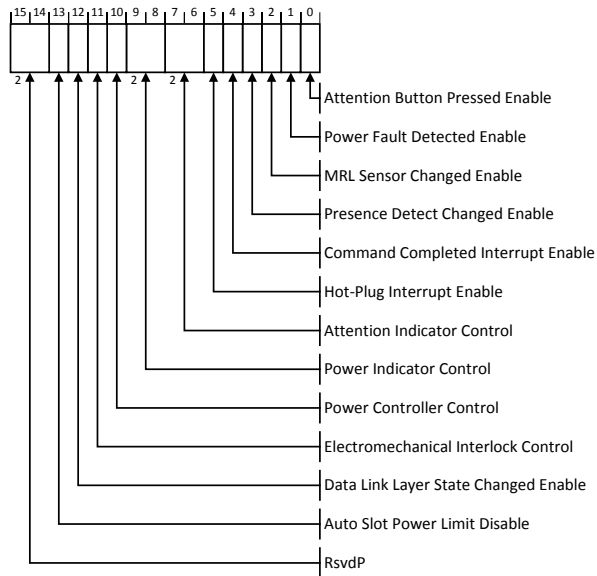 15 14 13 12 11 10 9 8 7 6 5 4 3 2 1 0
2 2 2
Attention Button Pressed Enable
Power Fault Detected Enable
MRL Sensor Changed Enable
Presence Detect Changed Enable
Command Completed Interrupt Enable
Hot-Plug Interrupt Enable
Attention Indicator Control
Power Indicator Control
Power Controller Control
Electromechanical Interlock Control
Data Link Layer State Changed Enable
Auto Slot Power Limit Disable
RsvdP